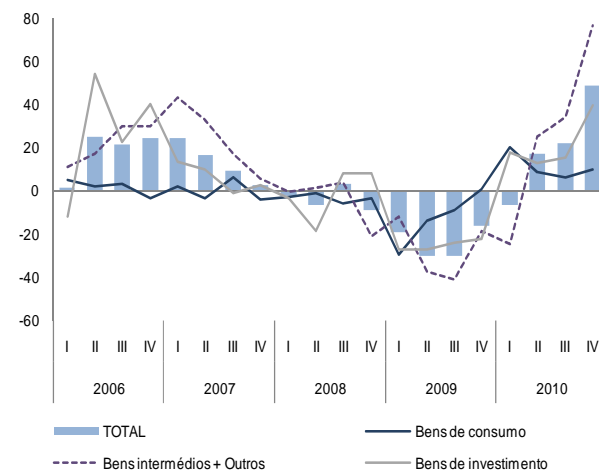 80
60
40
20
0
-20
-40
-60
I II III IV I II III IV I II III IV I II III IV I II III IV
2006 2007 2008 2009 2010
TOTAL Bens de consumo
Bens intermédios + Outros Bens de investimento